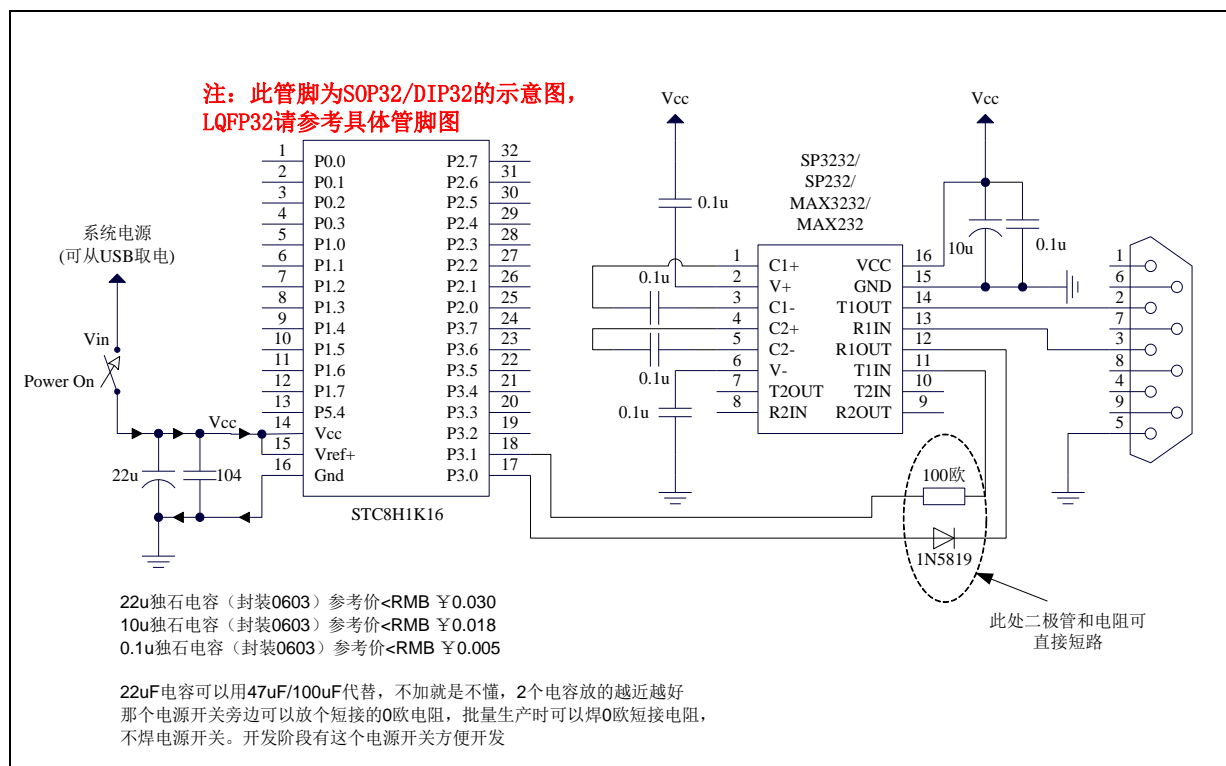 注：此管脚为SOP32/DIP32的示意图，
LQFP32请参考具体管脚图
系统电源
(可从USB取电)
Vin
Power On
Vcc
22u
104
1
2
3
4
5
6
7
8
9
10
11
12
13
14
15
16
P0.0
P0.1
P0.2
P0.3
P1.0
P1.1
P1.2
P1.3
P1.4
P1.5
P1.6
P1.7
P5.4
Vcc
Vref+
Gnd
P2.7
P2.6
P2.5
P2.4
P2.3
P2.2
P2.1
P2.0
P3.7
P3.6
P3.5
P3.4
P3.3
P3.2
P3.1
P3.0
32
31
30
29
28
27
26
25
24
23
22
21
20
19
18
17
STC8H1K16
Vcc
0.1u
0.1u
0.1u
0.1u
SP3232/
SP232/
MAX3232/
MAX232
1
2
3
4
5
6
7
8
C1+
V+
C1-
C2+
C2-
V-
T2OUT
R2IN
VCC
GND
T1OUT
R1IN
R1OUT
T1IN
T2IN
R2OUT
16
15
14
13
12
11
10
9
Vcc
10u
0.1u
1
6
2
7
3
8
4
9
5
100欧
1N5819
此处二极管和电阻可
直接短路
22u独石电容（封装0603）参考价<RMB ￥0.030
10u独石电容（封装0603）参考价<RMB ￥0.018
0.1u独石电容（封装0603）参考价<RMB ￥0.005
22uF电容可以用47uF/100uF代替，不加就是不懂，2个电容放的越近越好
那个电源开关旁边可以放个短接的0欧电阻，批量生产时可以焊0欧短接电阻，
不焊电源开关。开发阶段有这个电源开关方便开发